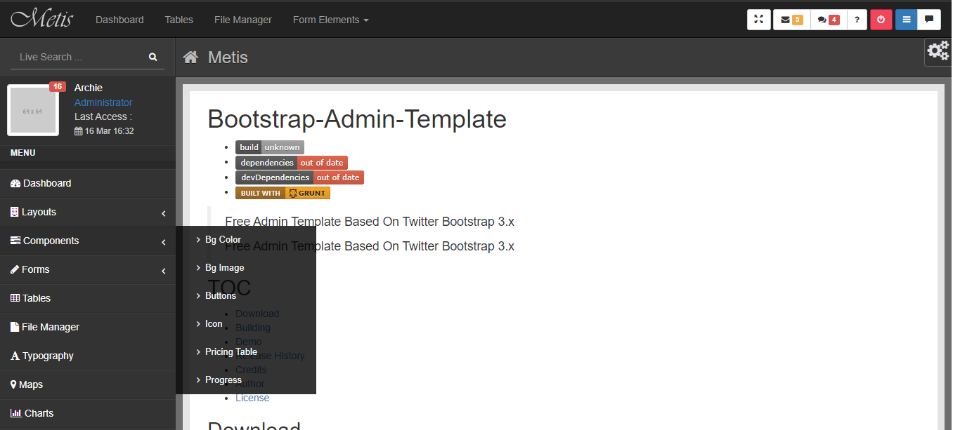 Metis Dashboard Tables File Manager Form Elements
5 4 ?
Live Search ...
Metis
16
Archie
Administrator
Last Access :
16 Mar 16:32
MENU
Dashboard
Layouts
Components
Forms
Tables
File Manager
Typography
Maps
Charts
Bg Color
Bg Image
Buttons
Icon
Pricing Table
Progress
Bootstrap-Admin-Template
build unknown
dependencies out of date
devDependencies out of date
BUILT WITH GRUNT
Free Admin Template Based On Twitter Bootstrap 3.x
Free Admin Template Based On Twitter Bootstrap 3.x
TOC
Download
Building
Demo
Release History
Credits
Author
License
Download